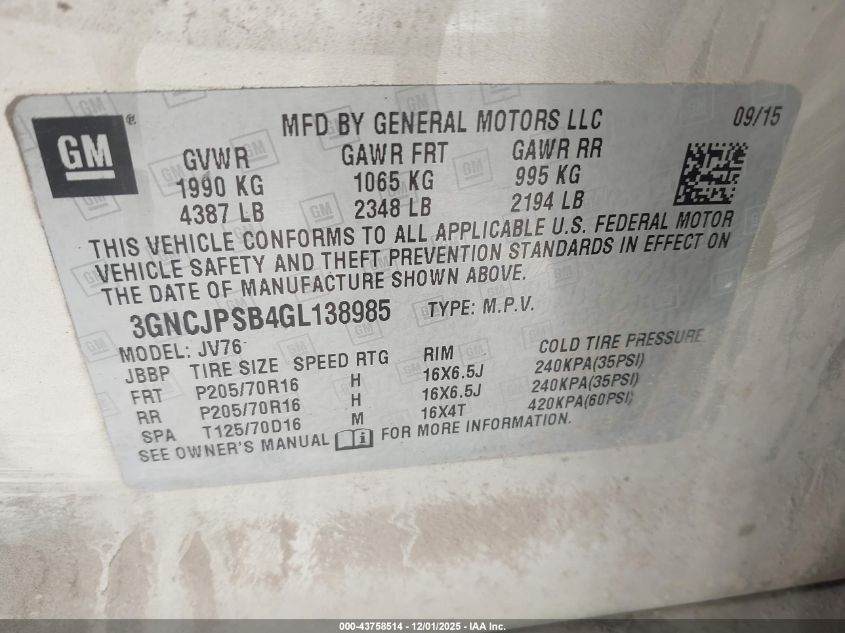 GM®
MFD BY GENERAL MOTORS LLC 09/15
GVWR GAWR FRT GAWR RR
1990 KG 1065 KG 995 KG
4387 LB 2348 LB 2194 LB
THIS VEHICLE CONFORMS TO ALL APPLICABLE U.S. FEDERAL MOTOR
VEHICLE SAFETY AND THEFT PREVENTION STANDARDS IN EFFECT ON
THE DATE OF MANUFACTURE SHOWN ABOVE.
3GNCJPSB4GL138985 TYPE: M.P.V.
MODEL: JV76
JBBP TIRE SIZE SPEED RTG RIM COLD TIRE PRESSURE
FRT P205/70R16 H 16X6.5J 240KPA(35PSI)
RR P205/70R16 H 16X6.5J 240KPA(35PSI)
SPA T125/70D16 M 16X4T 420KPA(60PSI)
SEE OWNER'S MANUAL FOR MORE INFORMATION.
000-43758514 - 12/01/2025 - IAA Inc.